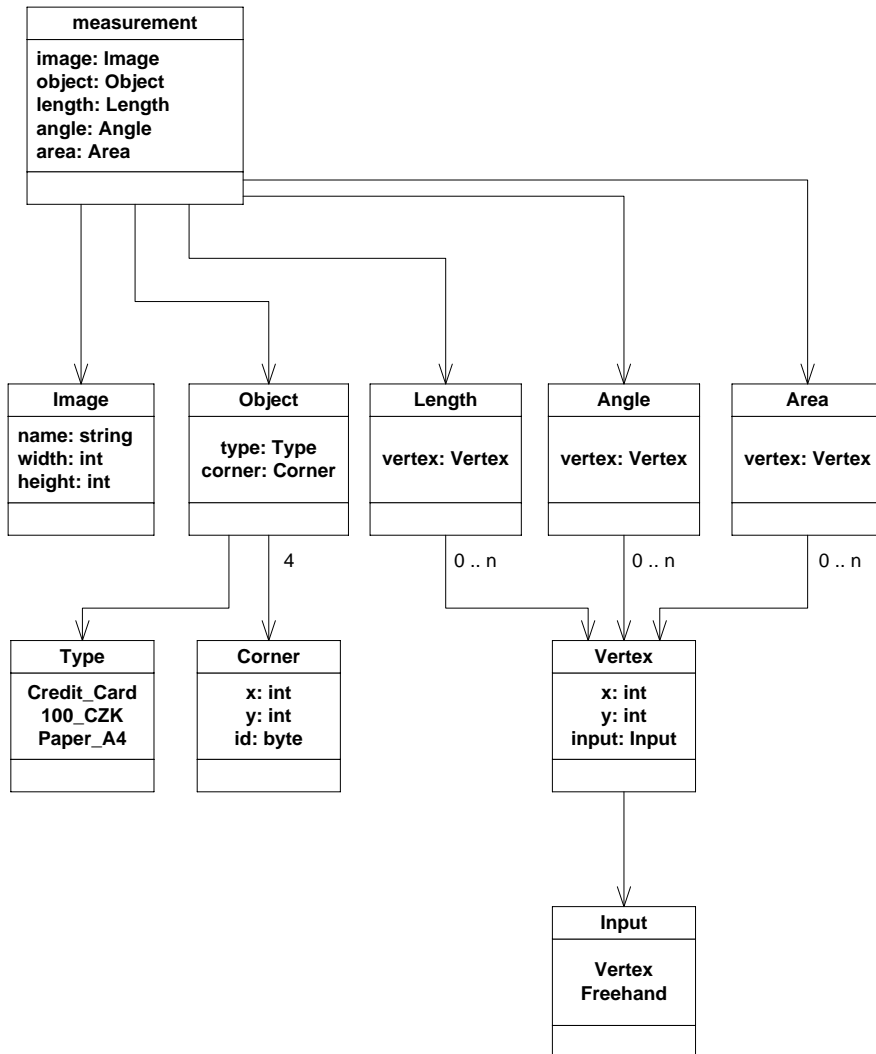 measurement
image: Image
object: Object
length: Length
angle: Angle
area: Area
Image
name: string
width: int
height: int
Object
type: Type
corner: Corner
Length
vertex: Vertex
Angle
vertex: Vertex
Area
vertex: Vertex
4
0 .. n
0 .. n
0 .. n
Type
Credit_Card
100_CZK
Paper_A4
Corner
x: int
y: int
id: byte
Vertex
x: int
y: int
input: Input
Input
Vertex
Freehand